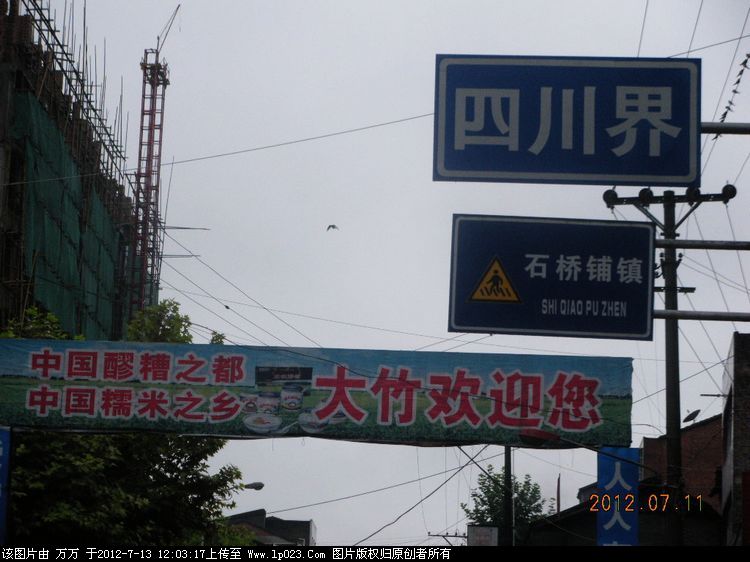 四川界
石桥铺镇
SHI QIAO PU ZHEN
中国醪糟之都
中国糯米之乡
大竹欢迎您
人人
2012.07.11
该图片由 万万 于2012-7-13 12:03:17上传至 Www.lp023.Com 图片版权归原创者所有